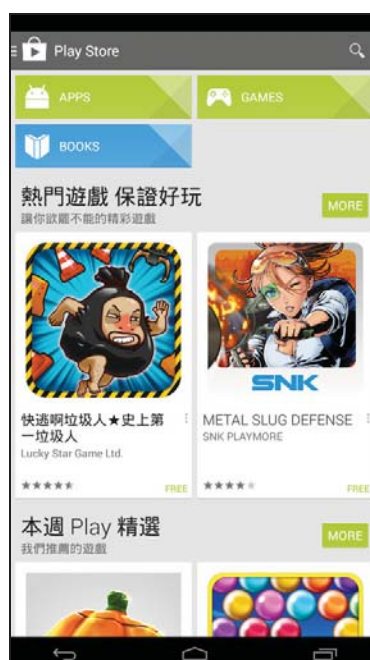 Play Store
APPS
GAMES
BOOKS
熱門遊戲 保證好玩
讓你欲罷不能的精彩遊戲
MORE
SNK
快逃啊垃圾人★史上第
一垃圾人
Lucky Star Game Ltd.
FREE
METAL SLUG DEFENSE
SNK PLAYMORE
FREE
本週 Play 精選
我們推薦的遊戲
MORE